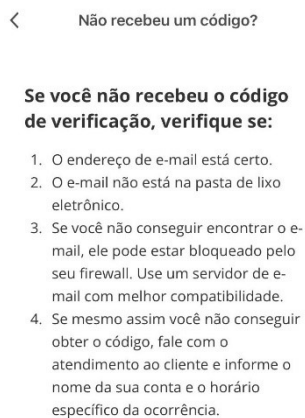 Não recebeu um código?
Se você não recebeu o código
de verificação, verifique se:
1. O endereço de e-mail está certo.
2. O e-mail não está na pasta de lixo
eletrônico.
3. Se você não conseguir encontrar o e-
mail, ele pode estar bloqueado pelo
seu firewall. Use um servidor de e-
mail com melhor compatibilidade.
4. Se mesmo assim você não conseguir
obter o código, fale com o
atendimento ao cliente e informe o
nome da sua conta e o horário
específico da ocorrência.